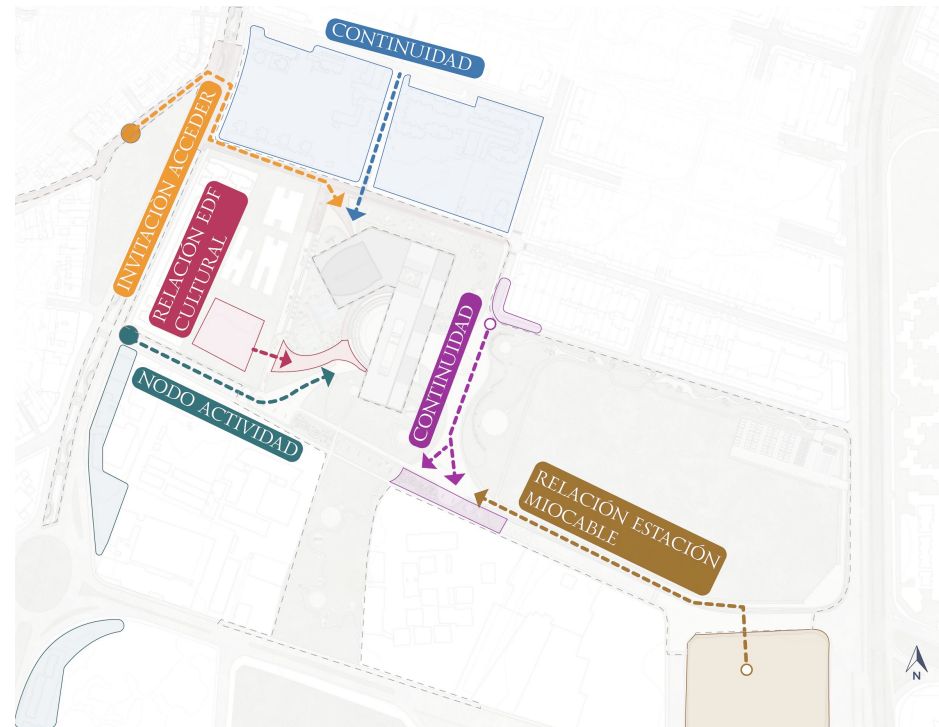 CONTINUIDAD
INVITACIÓN ACCEDER
RELACIÓN EDF
CULTURAL
NODO ACTIVIDAD
CONTINUIDAD
RELACIÓN ESTACIÓN
MIOCABLE
N